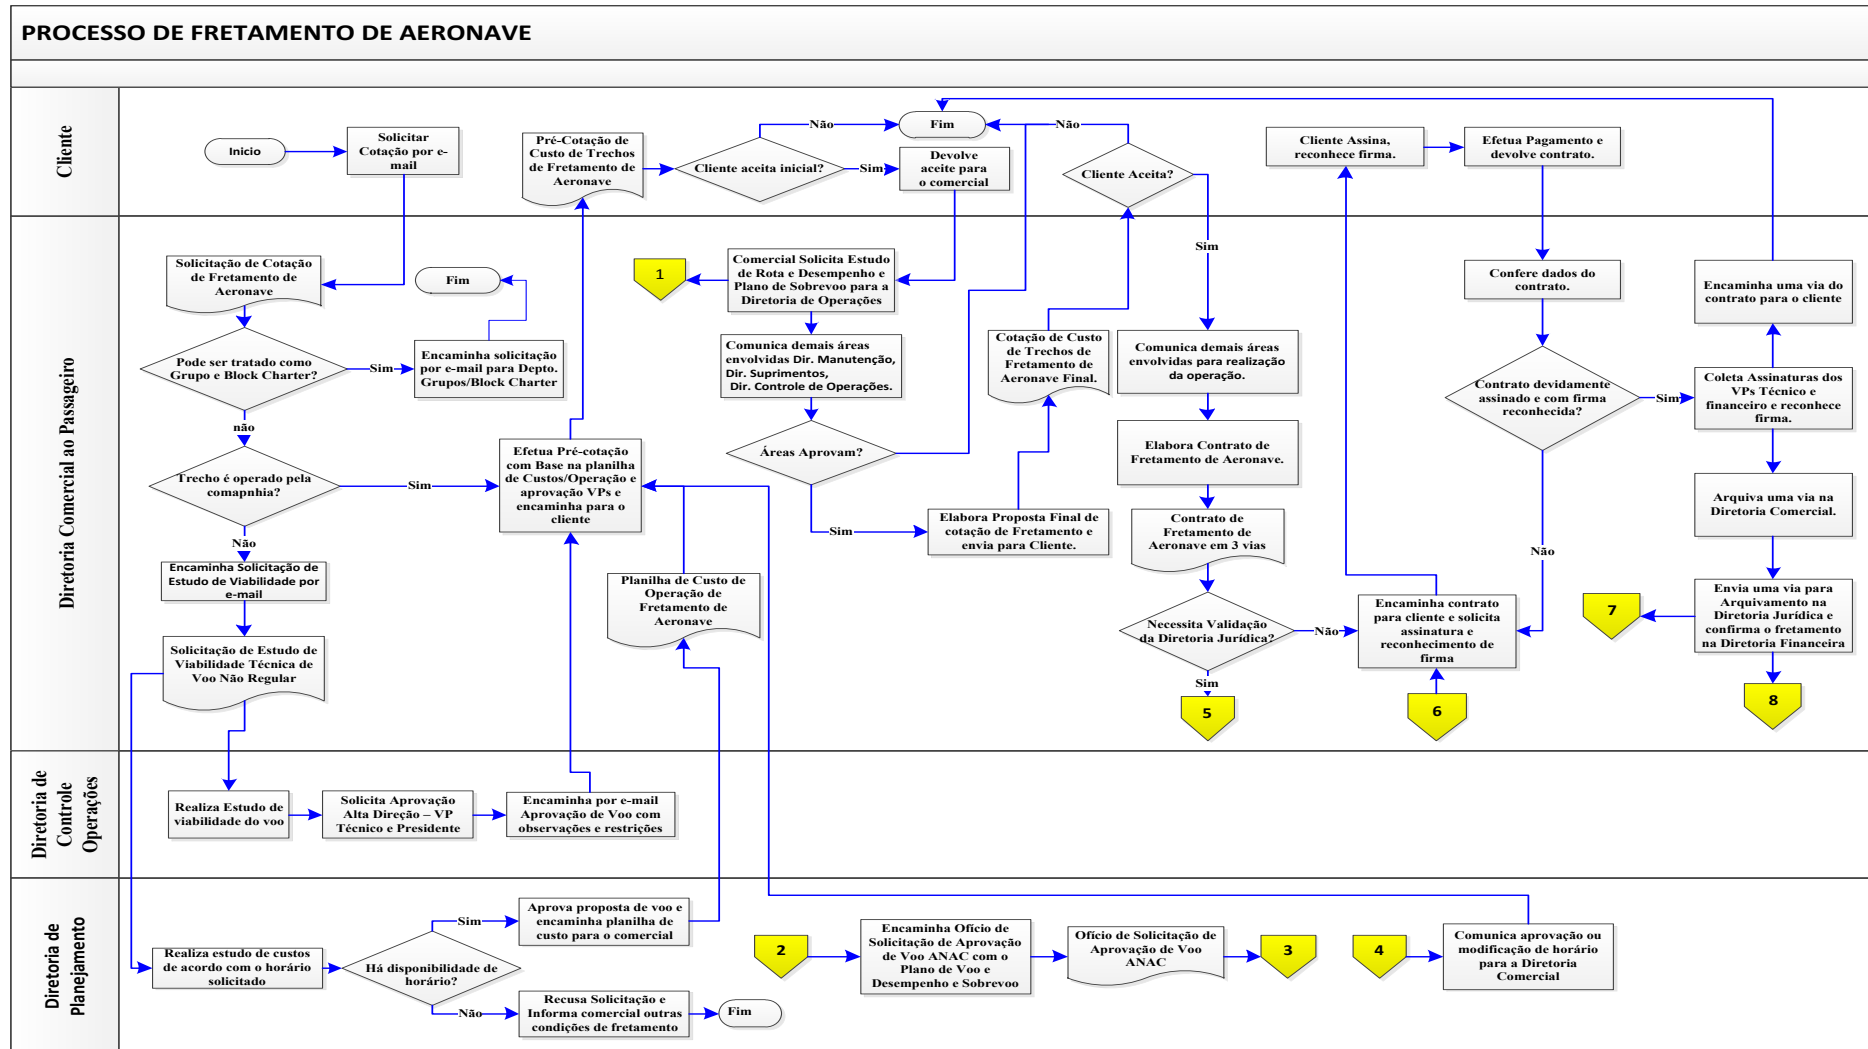 PROCESSO DE FRETAMENTO DE AERONAVE
Cliente
Inicio
Solicitar
Cotação por e-
mail
Pré-Cotação de
Custo de Trechos
de Fretamento de
Aeronave
Cliente aceita inicial?
Não
Sim
Fim
Devolve
aceite para
o comercial
Não
Cliente Aceita?
Sim
Cliente Assina,
reconhece firma.
Efetua Pagamento e
devolve contrato.
Diretoria Comercial ao Passageiro
Solicitação de Cotação
de Fretamento de
Aeronave
Fim
Pode ser tratado como
Grupo e Block Charter?
Sim
Encaminha solicitação
por e-mail para Depto.
Grupos/Block Charter
não
Trecho é operado pela
comapnhia?
Sim
Não
Encaminha Solicitação de
Estudo de Viabilidade por
e-mail
Solicitação de Estudo de
Viabilidade Técnica de
Voo Não Regular
Efetua Pré-cotação
com Base na planilha
de Custos/Operação e
aprovação VPs e
encaminha para o
cliente
Planilha de Custo de
Operação de
Fretamento de
Aeronave
1
Comercial Solicita Estudo
de Rota e Desempenho e
Plano de Sobrevoo para a
Diretoria de Operações
Comunica demais áreas
envolvidas Dir. Manutenção,
Dir. Suprimentos,
Dir. Controle de Operações.
Áreas Aprovam?
Sim
Elabora Proposta Final de
cotação de Fretamento e
envia para Cliente.
Cotação de Custo
de Trechos de
Fretamento de
Aeronave Final.
Comunica demais áreas
envolvidas para realização
da operação.
Elabora Contrato de
Fretamento de Aeronave.
Contrato de
Fretamento de
Aeronave em 3 vias
Necessita Validação
da Diretoria Jurídica?
Não
Sim
5
Encaminha contrato
para cliente e solicita
assinatura e
reconhecimento de
firma
6
Confere dados do
contrato.
Contrato devidamente
assinado e com firma
reconhecida?
Sim
Não
Encaminha uma via do
contrato para o cliente
Coleta Assinaturas dos
VPs Técnico e
financeiro e reconhece
firma.
Arquiva uma via na
Diretoria Comercial.
Envia uma via para
Arquivamento na
Diretoria Jurídica e
confirma o fretamento
na Diretoria Financeira
7
8
Diretoria de
Controle
Operações
Realiza Estudo de
viabilidade do voo
Solicita Aprovação
Alta Direção – VP
Técnico e Presidente
Encaminha por e-mail
Aprovação de Voo com
observações e restrições
Diretoria de
Planejamento
Realiza estudo de custos
de acordo com o horário
solicitado
Há disponibilidade de
horário?
Sim
Aprova proposta de voo e
encaminha planilha de
custo para o comercial
Não
Recusa Solicitação e
Informa comercial outras
condições de fretamento
Fim
2
Encaminha Ofício de
Solicitação de Aprovação
de Voo ANAC com o
Plano de Voo e
Desempenho e Sobrevoo
Ofício de Solicitação de
Aprovação de Voo
ANAC
3
4
Comunica aprovação ou
modificação de horário
para a Diretoria
Comercial